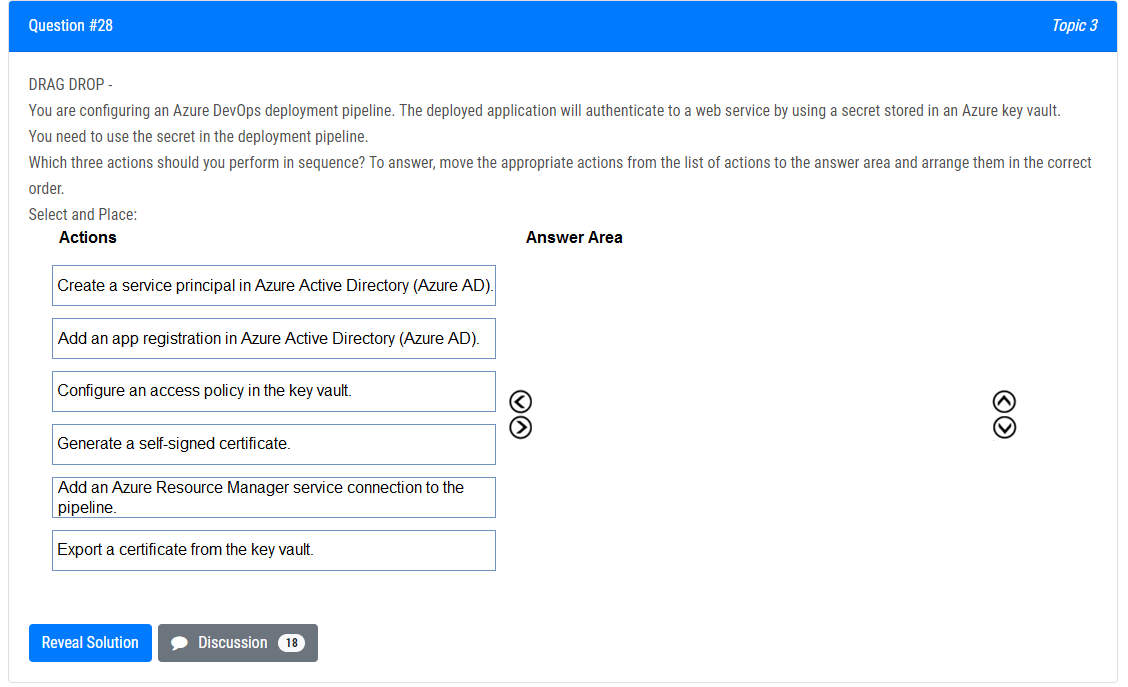 Question #28
Topic 3
DRAG DROP -
You are configuring an Azure DevOps deployment pipeline. The deployed application will authenticate to a web service by using a secret stored in an Azure key vault.
You need to use the secret in the deployment pipeline.
Which three actions should you perform in sequence? To answer, move the appropriate actions from the list of actions to the answer area and arrange them in the correct
order.
Select and Place:
Actions
Answer Area
Create a service principal in Azure Active Directory (Azure AD).
Add an app registration in Azure Active Directory (Azure AD).
Configure an access policy in the key vault.
Generate a self-signed certificate.
Add an Azure Resource Manager service connection to the
pipeline.
Export a certificate from the key vault.
Reveal Solution
Discussion 18